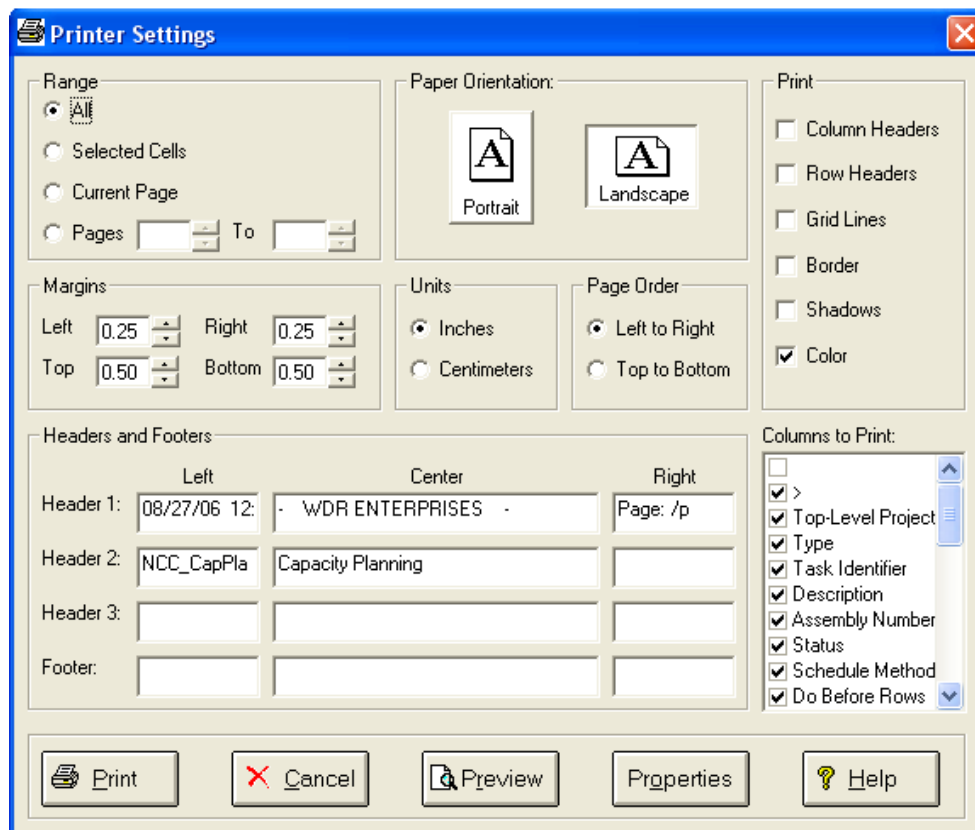 Printer Settings
Range
All
Selected Cells
Current Page
Pages To
Paper Orientation:
A
Portrait
A
Landscape
Print
Column Headers
Row Headers
Grid Lines
Border
Shadows
Color
Margins
Left 0.25 Right 0.25
Top 0.50 Bottom 0.50
Units
Inches
Centimeters
Page Order
Left to Right
Top to Bottom
Headers and Footers
Left Center Right
Header 1: 08/27/06 12: - WDR ENTERPRISES - Page: /p
Header 2: NCC_CapPla Capacity Planning
Header 3:
Footer:
Columns to Print:
>
Top-Level Project
Type
Task Identifier
Description
Assembly Number
Status
Schedule Method
Do Before Rows
Print Cancel Preview Properties Help